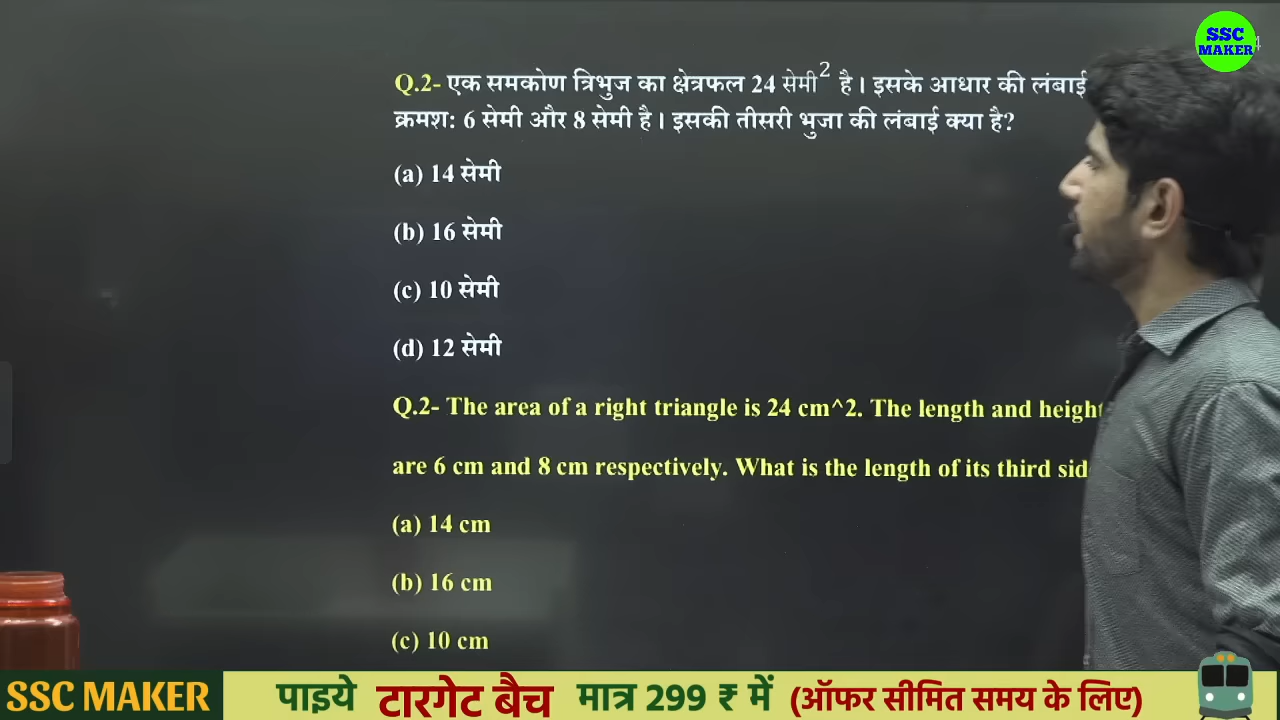 SSC
MAKER
Q.2- एक समकोण त्रिभुज का क्षेत्रफल 24 सेमी² है। इसके आधार की लंबाई
क्रमश: 6 सेमी और 8 सेमी है। इसकी तीसरी भुजा की लंबाई क्या है?
(a) 14 सेमी
(b) 16 सेमी
(c) 10 सेमी
(d) 12 सेमी
Q.2- The area of a right triangle is 24 cm^2. The length and height
are 6 cm and 8 cm respectively. What is the length of its third sid
(a) 14 cm
(b) 16 cm
(c) 10 cm
SSC MAKER पाइये टारगेट बैच मात्र 299 ₹ में (ऑफर सीमित समय के लिए)